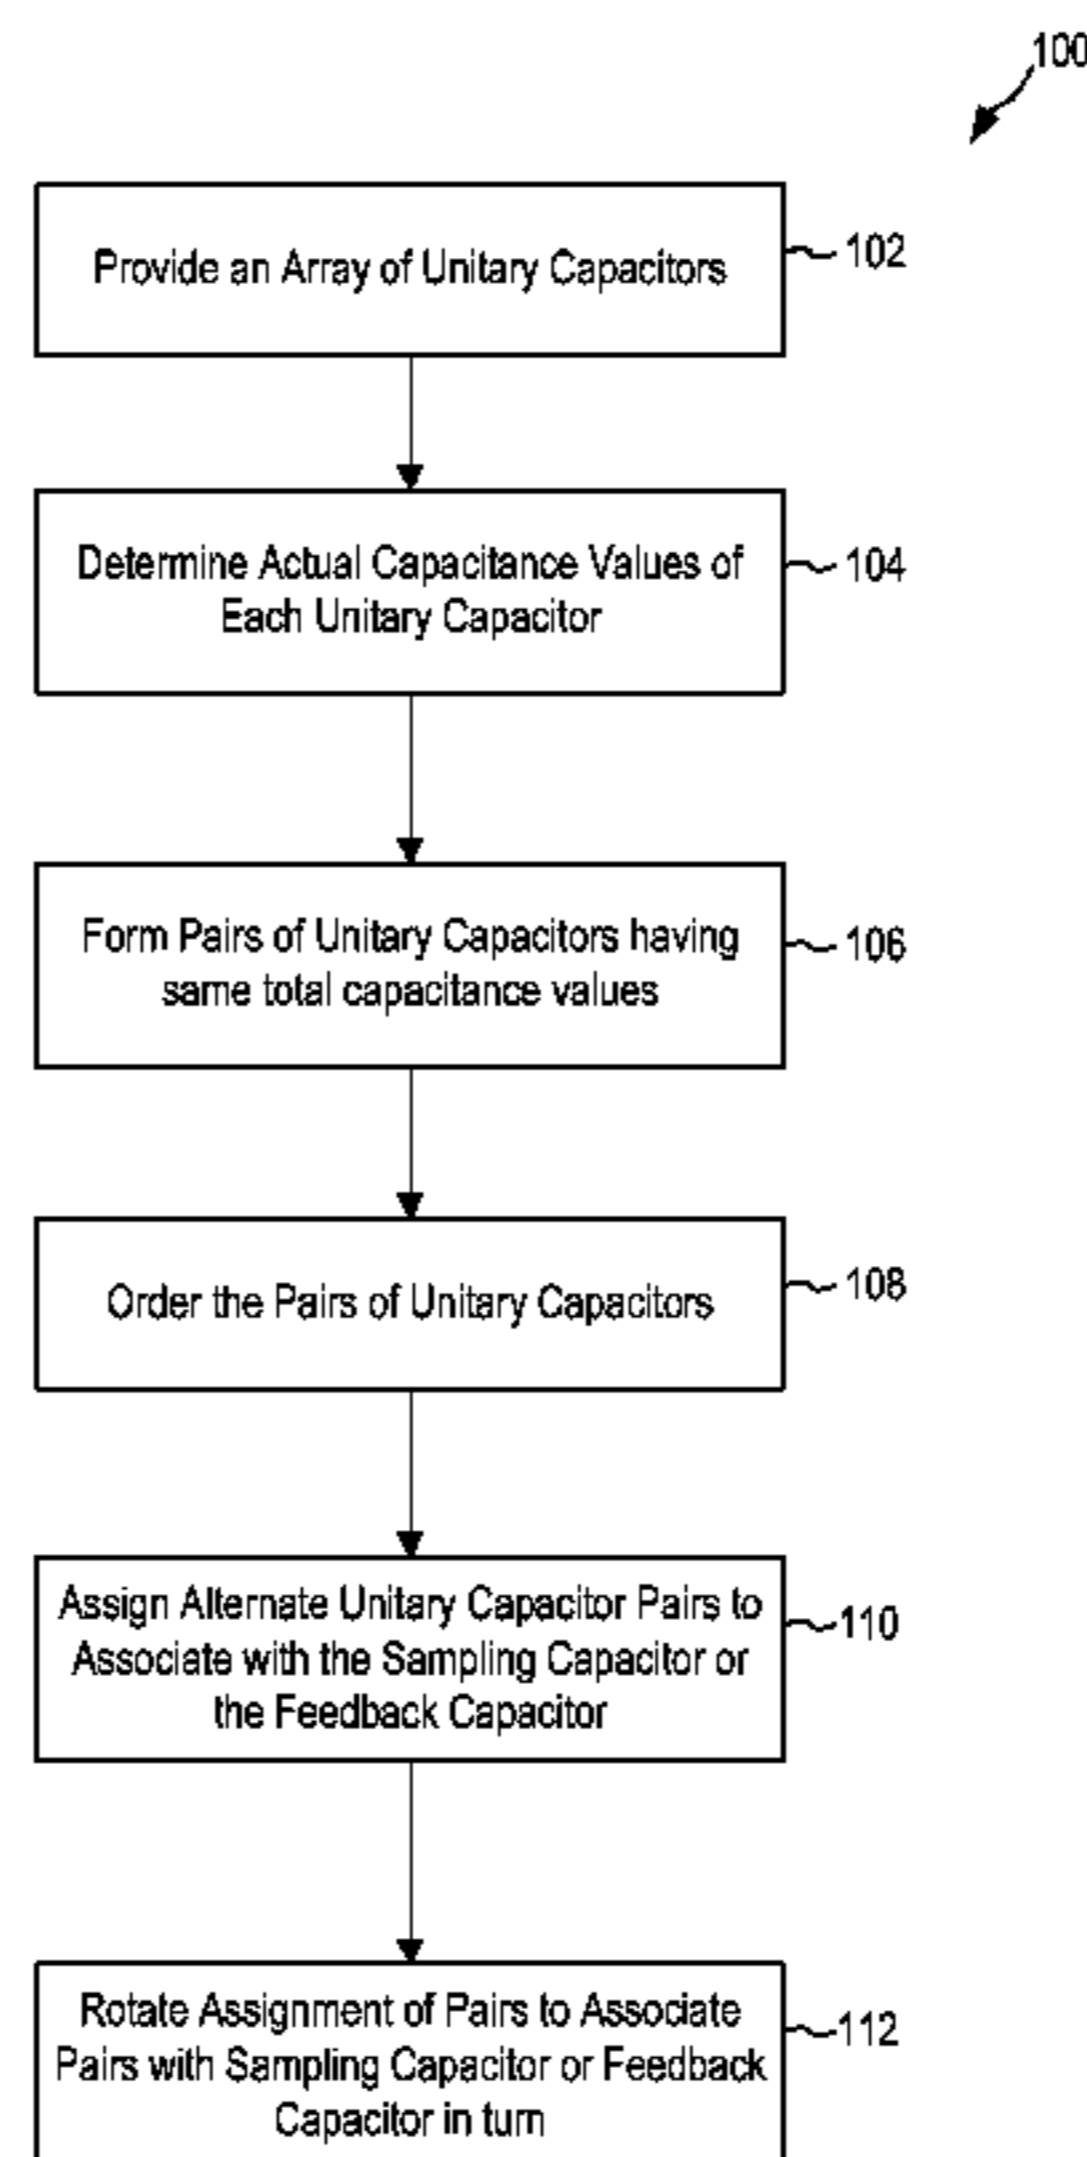 100
Provide an Array of Unitary Capacitors
102
Determine Actual Capacitance Values of
Each Unitary Capacitor
104
Form Pairs of Unitary Capacitors having
same total capacitance values
106
Order the Pairs of Unitary Capacitors
108
Assign Alternate Unitary Capacitor Pairs to
Associate with the Sampling Capacitor or
the Feedback Capacitor
110
Rotate Assignment of Pairs to Associate
Pairs with Sampling Capacitor or Feedback
Capacitor in turn
112